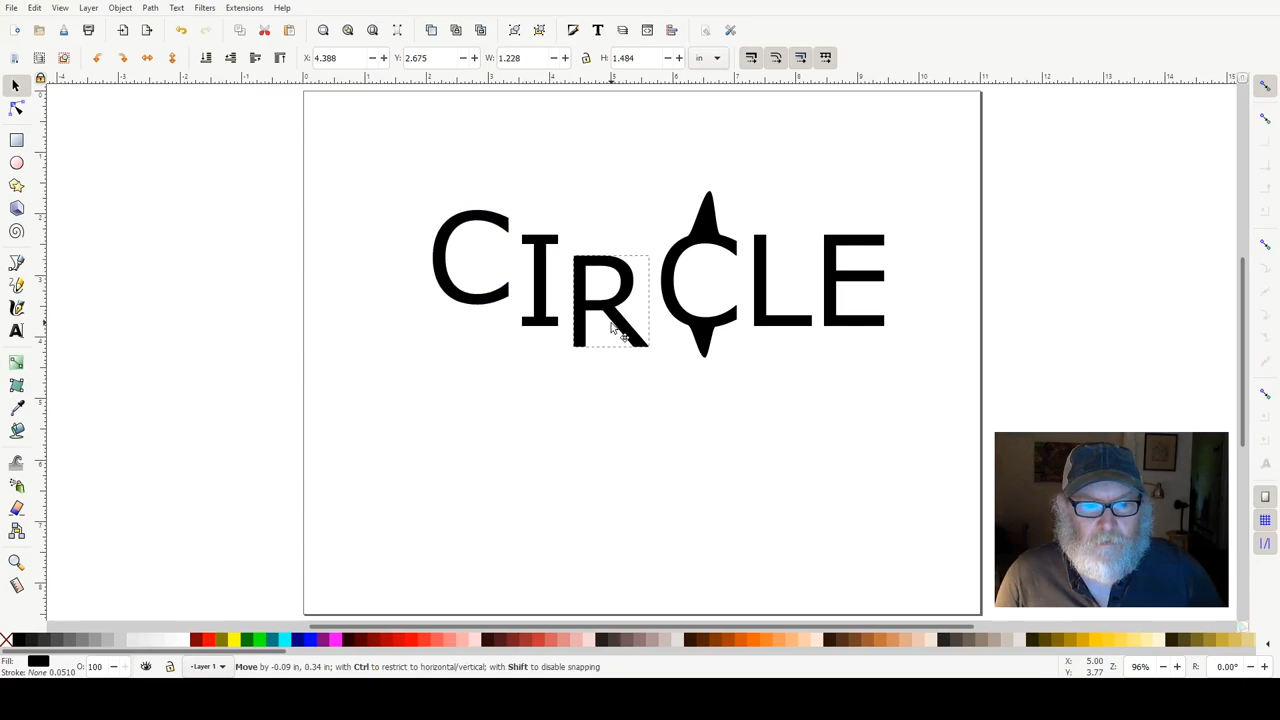 File Edit View Layer Object Path Text Filters Extensions Help
X: 4.388 Y: 2.675 W: 1.228 H: 1.484 in
CIRCLE
Fill:
Stroke: None 0.0510
O: 100
-Layer 1
Move by -0.09 in, 0.34 in; with Ctrl to restrict to horizontal/vertical; with Shift to disable snapping
X: 5.00
Y: 3.77
Z: 96%
R: 0.00°